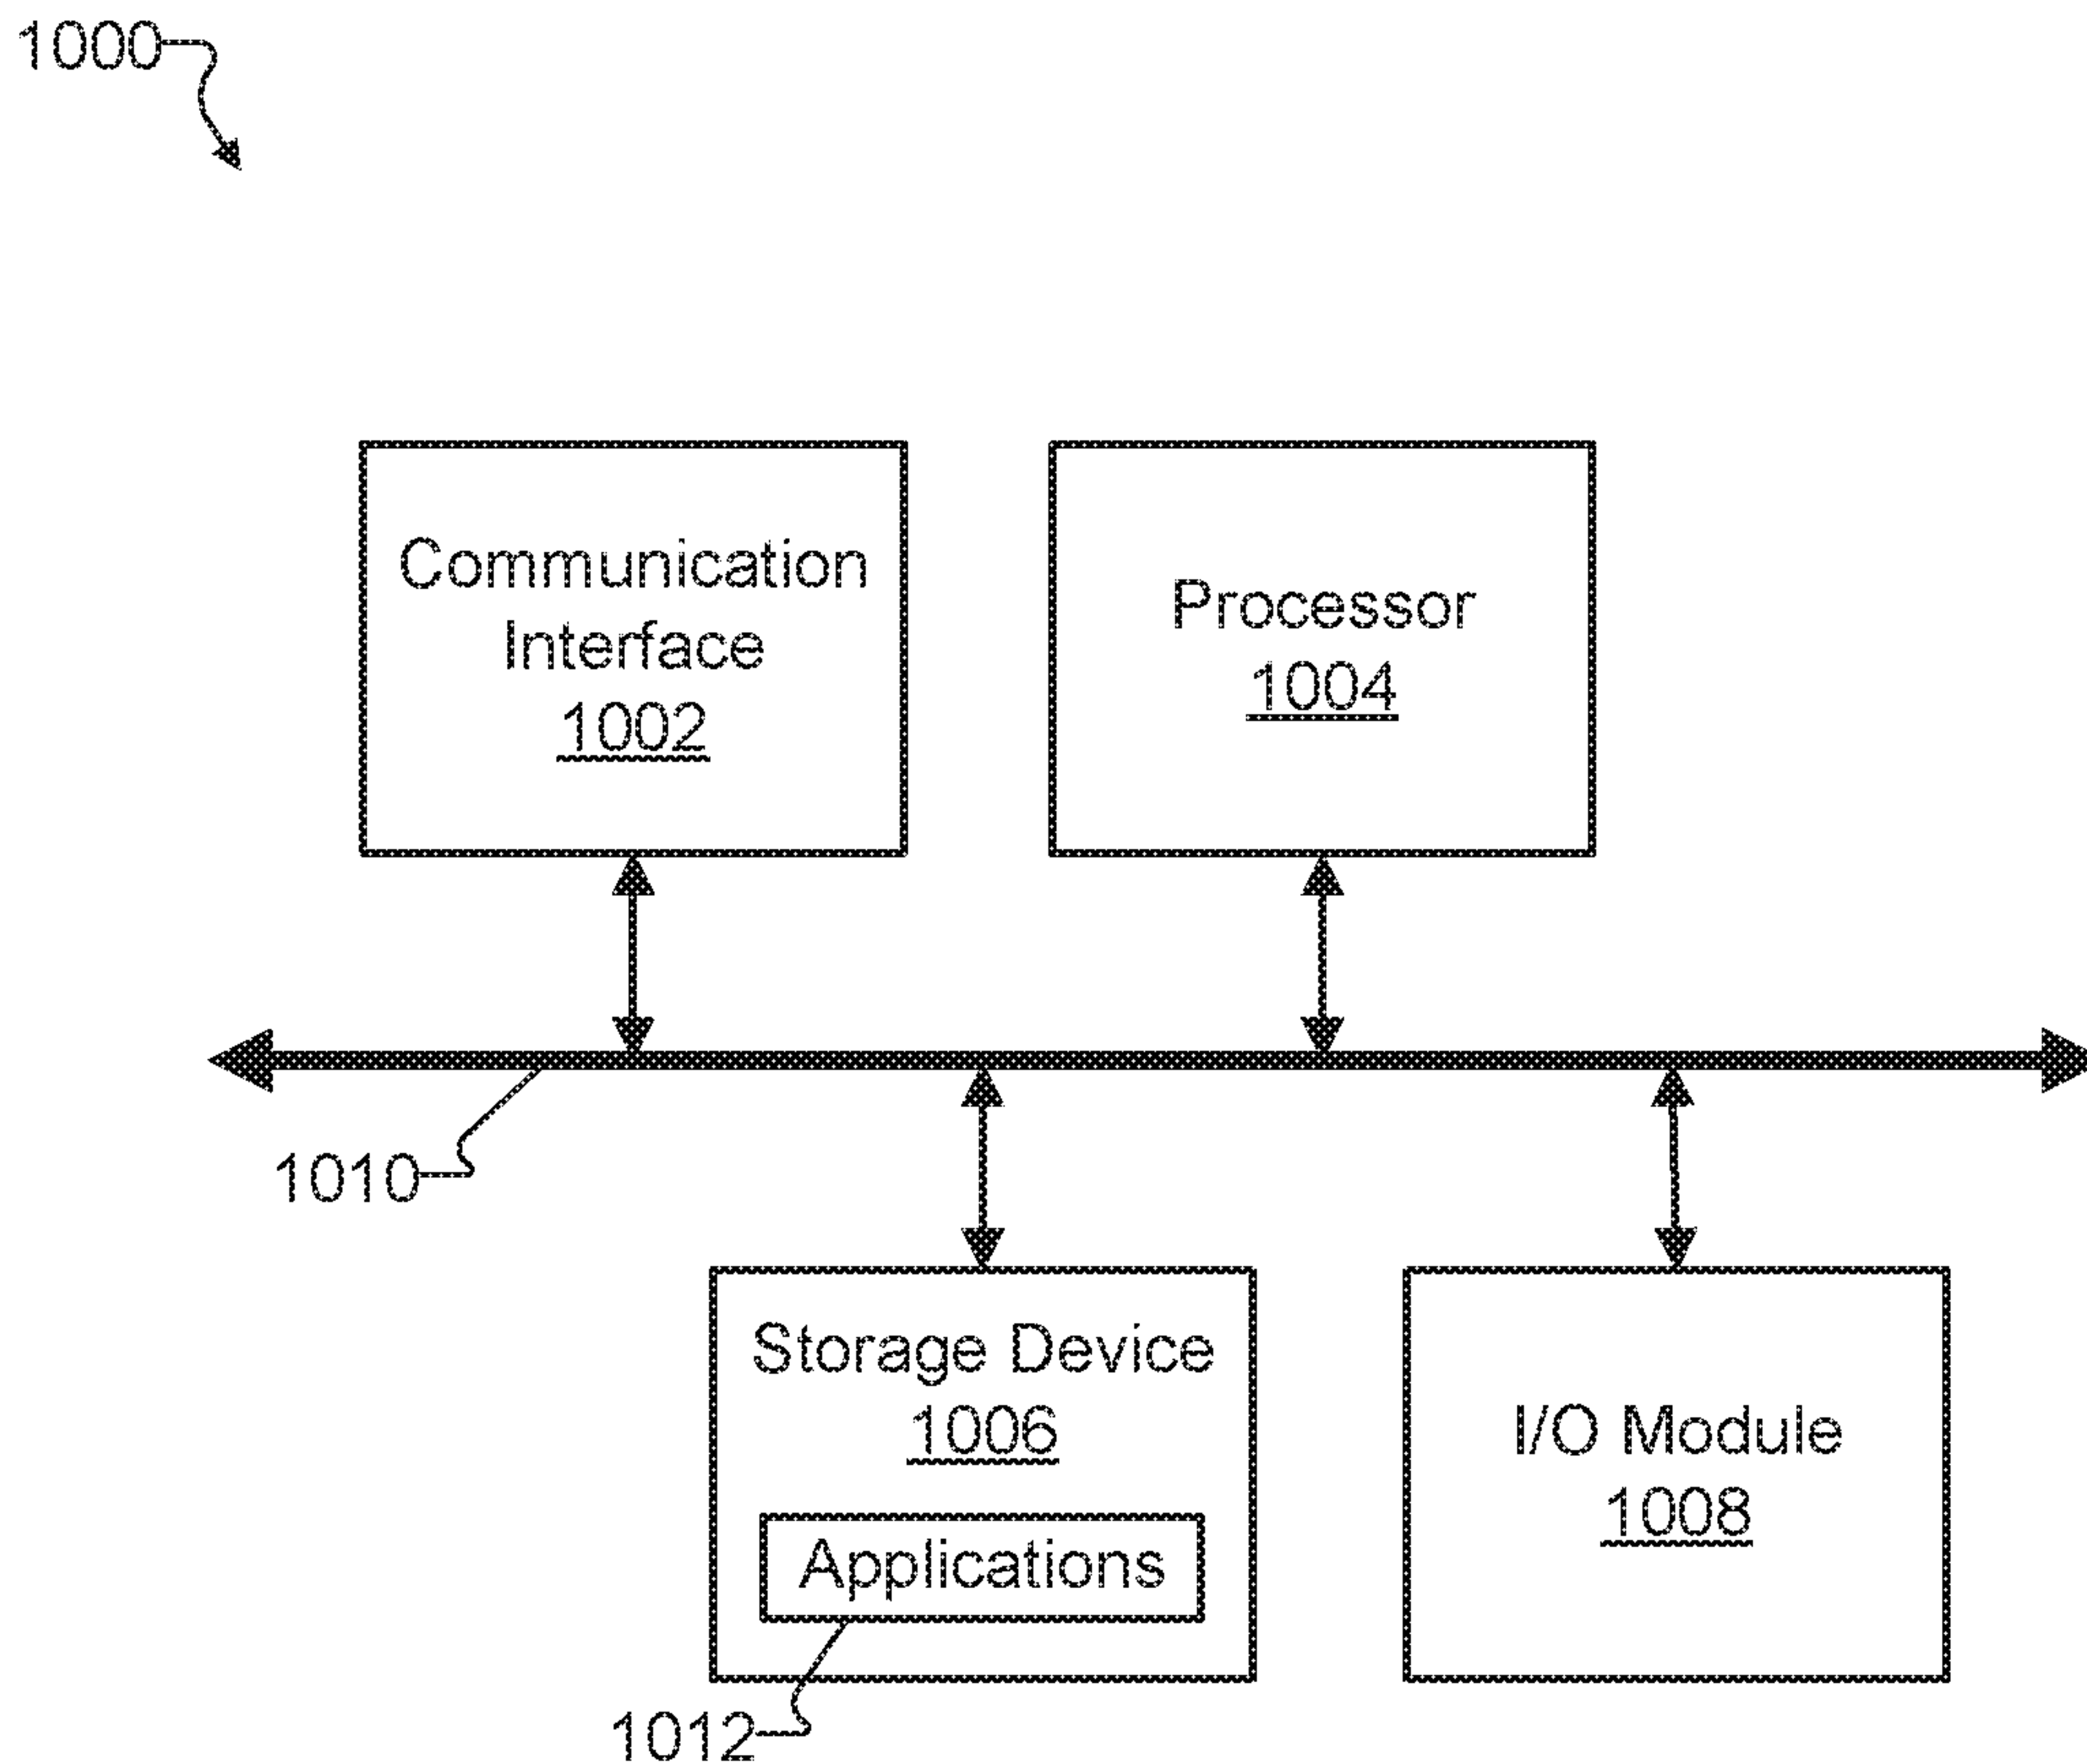 1000
Communication
Interface
1002
Processor
1004
1010
Storage Device
1006
Applications
1012
I/O Module
1008